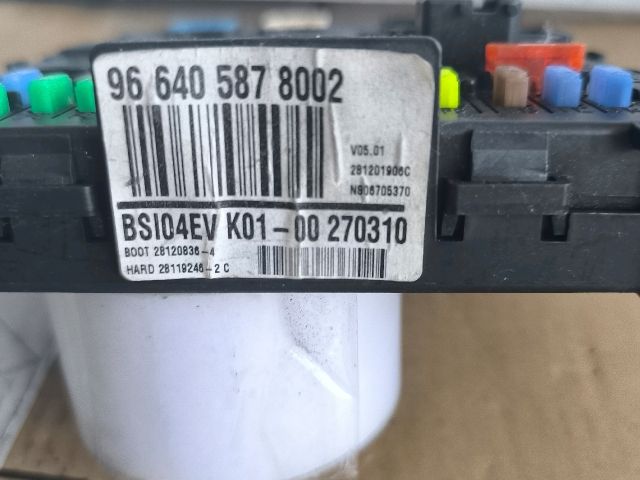 96 640 587 8002
V05.01
281201906C
N906705370
BSI04EV K01-00 270310
BOOT 28120836-4
HARD 28119246-2 C